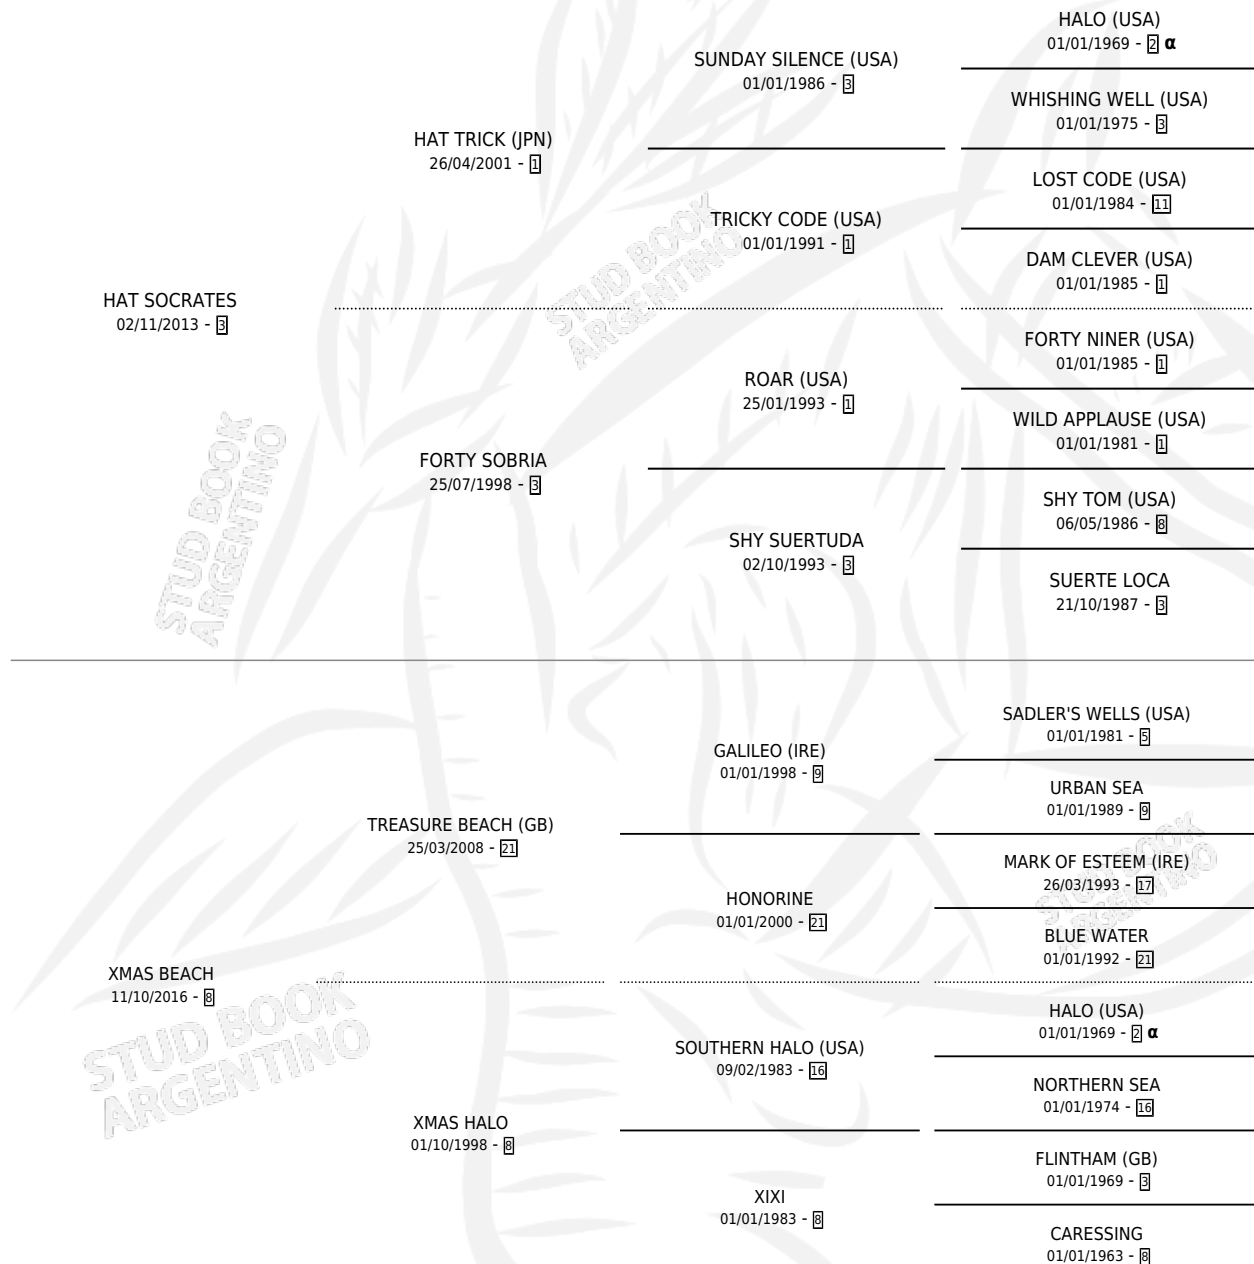 HALO (USA)
01/01/1969 - 2 α
SUNDAY SILENCE (USA)
01/01/1986 - 3
WHISHING WELL (USA)
01/01/1975 - 3
HAT TRICK (JPN)
26/04/2001 - 1
LOST CODE (USA)
01/01/1984 - 11
TRICKY CODE (USA)
01/01/1991 - 1
DAM CLEVER (USA)
01/01/1985 - 1
HAT SOCRATES
02/11/2013 - 3
STUD BOOK
ARGENTINO
FORTY NINER (USA)
01/01/1985 - 1
ROAR (USA)
25/01/1993 - 1
WILD APPLAUSE (USA)
01/01/1981 - 1
FORTY SOBRIA
25/07/1998 - 3
SHY TOM (USA)
06/05/1986 - 8
SHY SUERTUDA
02/10/1993 - 3
SUERTE LOCA
21/10/1987 - 3
STUD BOOK
ARGENTINO
SADLER'S WELLS (USA)
01/01/1981 - 5
GALILEO (IRE)
01/01/1998 - 9
URBAN SEA
01/01/1989 - 9
TREASURE BEACH (GB)
25/03/2008 - 21
MARK OF ESTEEM (IRE)
26/03/1993 - 17
HONORINE
01/01/2000 - 21
BLUE WATER
01/01/1992 - 21
STUD BOOK
ARGENTINO
XMAS BEACH
11/10/2016 - 8
HALO (USA)
01/01/1969 - 2 α
SOUTHERN HALO (USA)
09/02/1983 - 16
NORTHERN SEA
01/01/1974 - 16
STUD BOOK
ARGENTINO
XMAS HALO
01/10/1998 - 8
FLINTHAM (GB)
01/01/1969 - 3
XIXI
01/01/1983 - 8
CARESSING
01/01/1963 - 8